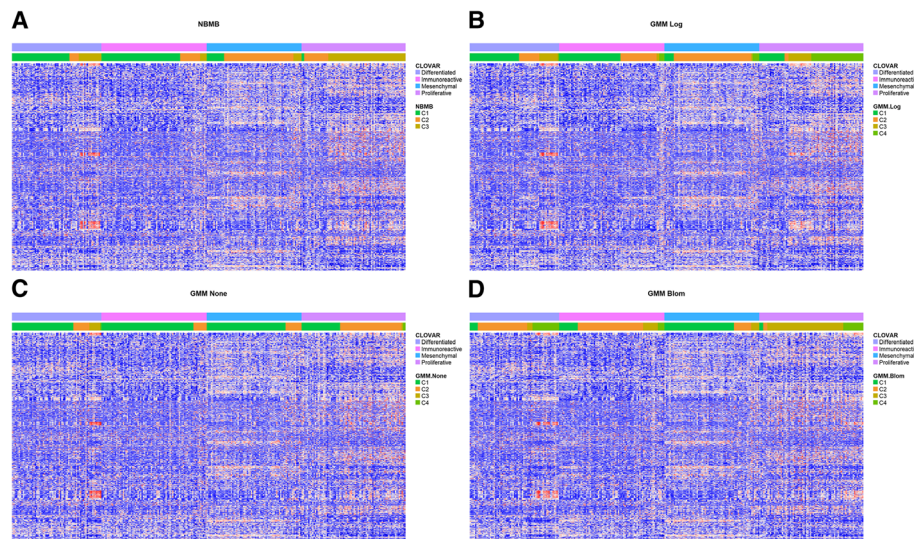 A
NBMB
CLOVAR
Differentiated
Immunoreactive
Mesenchymal
Proliferative
NBMB
C1
C2
C3
B
GMM Log
CLOVAR
Differentiated
Immunoreactive
Mesenchymal
Proliferative
GMM.Log
C1
C2
C3
C4
C
GMM None
CLOVAR
Differentiated
Immunoreactive
Mesenchymal
Proliferative
GMM.None
C1
C2
C3
C4
D
GMM Blom
CLOVAR
Differentiated
Immunoreactive
Mesenchymal
Proliferative
GMM.Blom
C1
C2
C3
C4